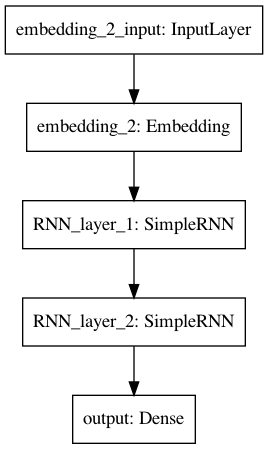 embedding_2_input: InputLayer
embedding_2: Embedding
RNN_layer_1: SimpleRNN
RNN_layer_2: SimpleRNN
output: Dense